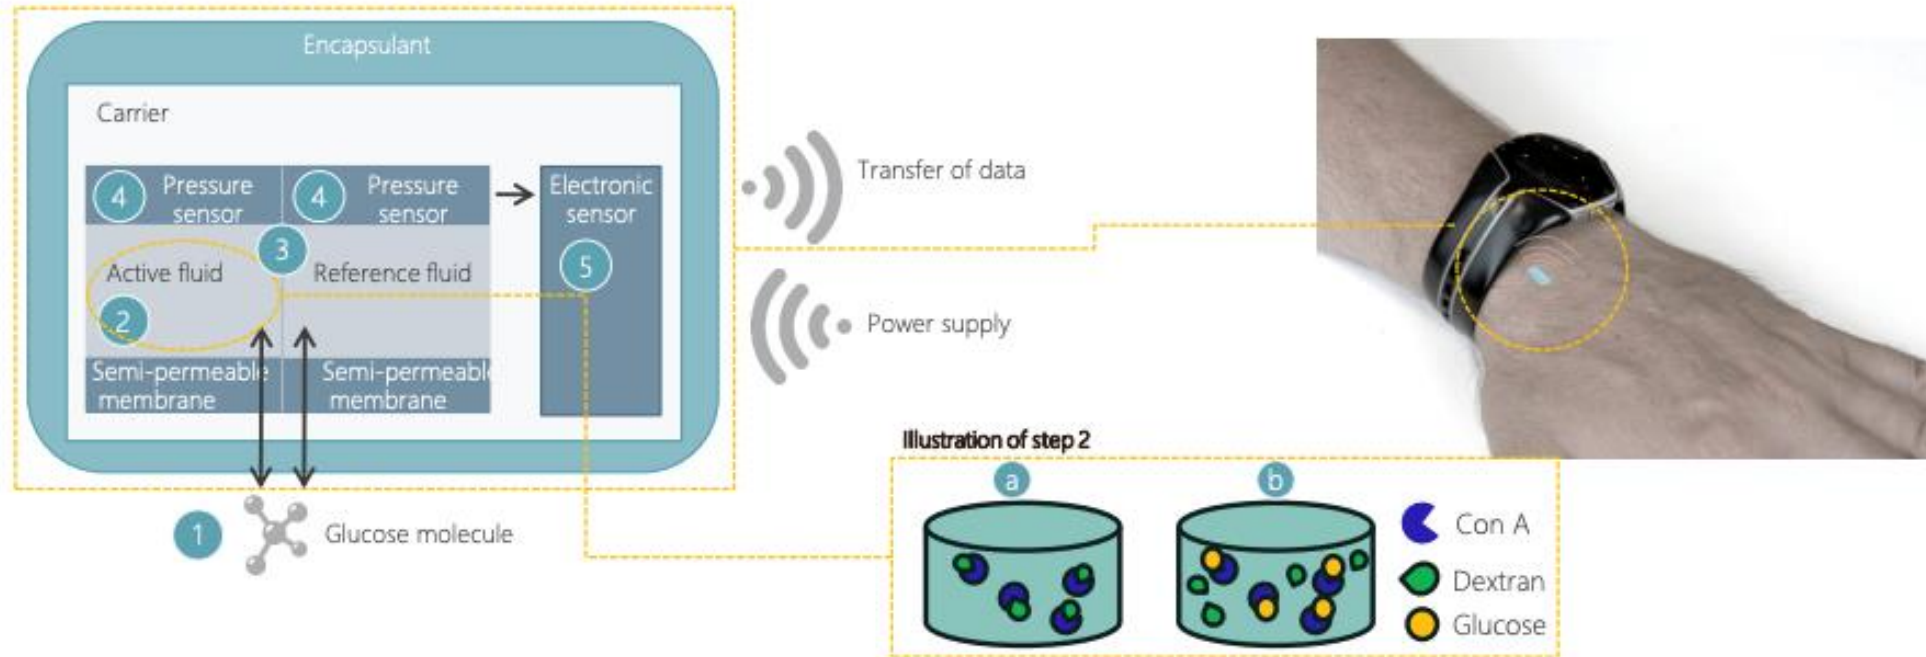 Encapsulant
Carrier
4
Pressure
sensor
4
Pressure
sensor
Electronic
sensor
5
3
Active fluid
Reference fluid
2
Semi-permeable
membrane
Semi-permeable
membrane
1
Glucose molecule
Transfer of data
Power supply
Illustration of step 2
a
b
Con A
Dextran
Glucose